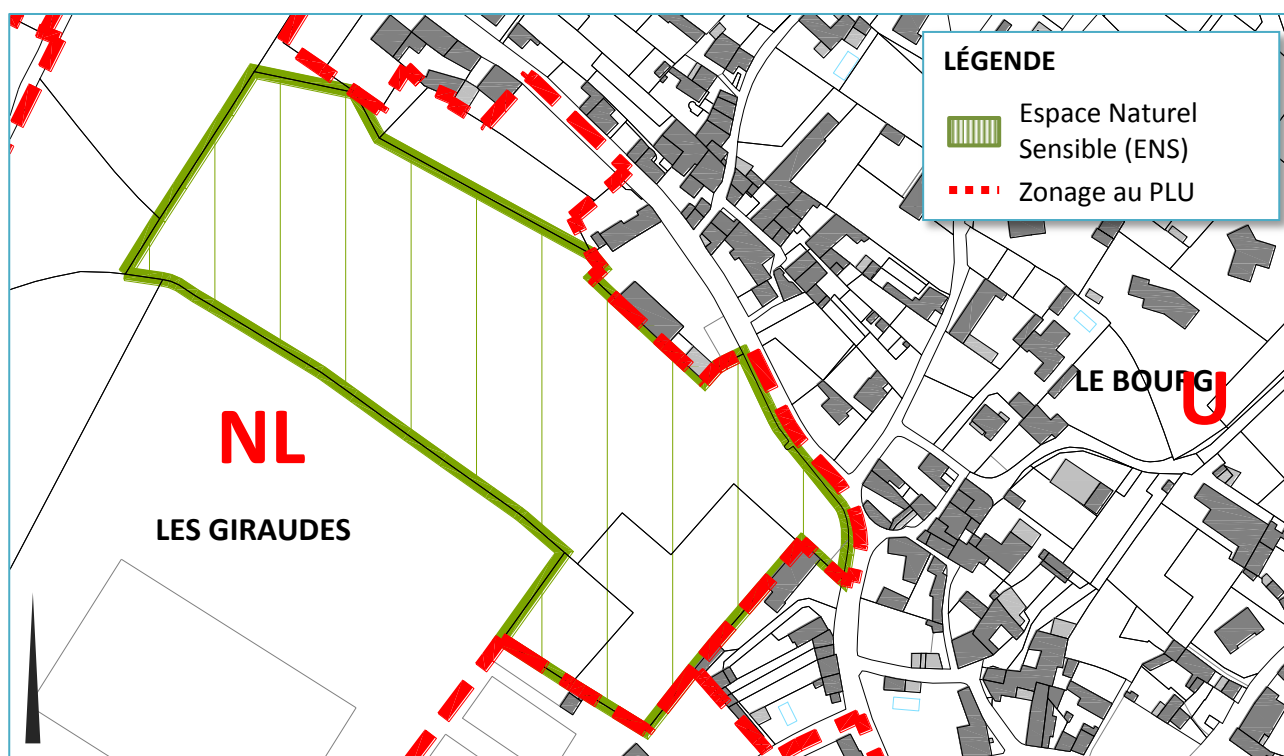 LÉGENDE
Espace Naturel
Sensible (ENS)
Zonage au PLU
LE BOURG
U
NL
LES GIRAUDES